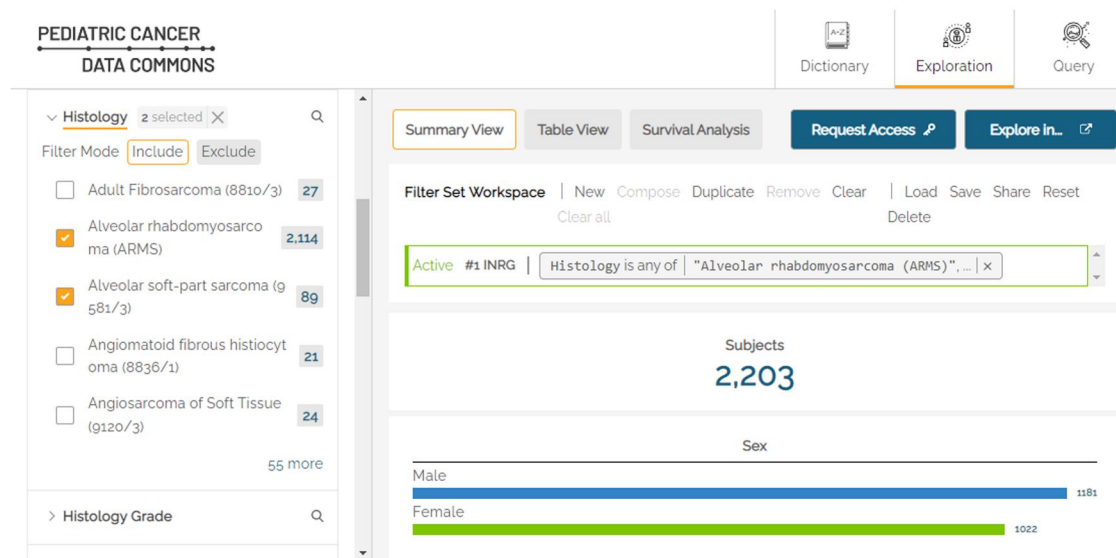 PEDIATRIC CANCER
DATA COMMONS
A-Z
Dictionary
Exploration
Query
Histology 2 selected
Filter Mode Include Exclude
Adult Fibrosarcoma (8810/3) 27
Alveolar rhabdomyosarco
ma (ARMS) 2,114
Alveolar soft-part sarcoma (9
581/3) 89
Angiomatoid fibrous histiocyt
oma (8836/1) 21
Angiosarcoma of Soft Tissue
(9120/3) 24
55 more
Histology Grade
Summary View Table View Survival Analysis Request Access Explore in...
Filter Set Workspace | New Compose Duplicate Remove Clear | Load Save Share Reset
Clear all Delete
Active #1 INRG | Histology is any of | "Alveolar rhabdomyosarcoma (ARMS)", ... | ×
Subjects
2,203
Sex
Male
1181
Female
1022